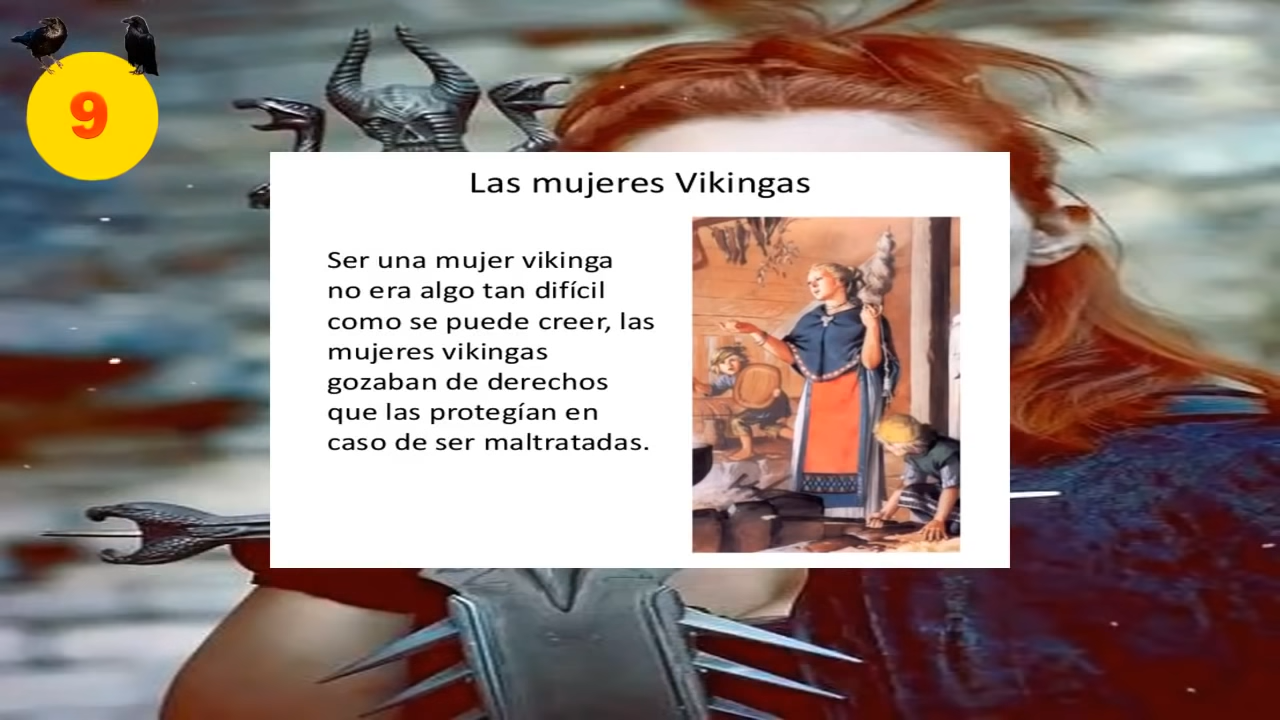 9
Las mujeres Vikingas
Ser una mujer vikinga
no era algo tan difícil
como se puede creer, las
mujeres vikingas
gozaban de derechos
que las protegían en
caso de ser maltratadas.